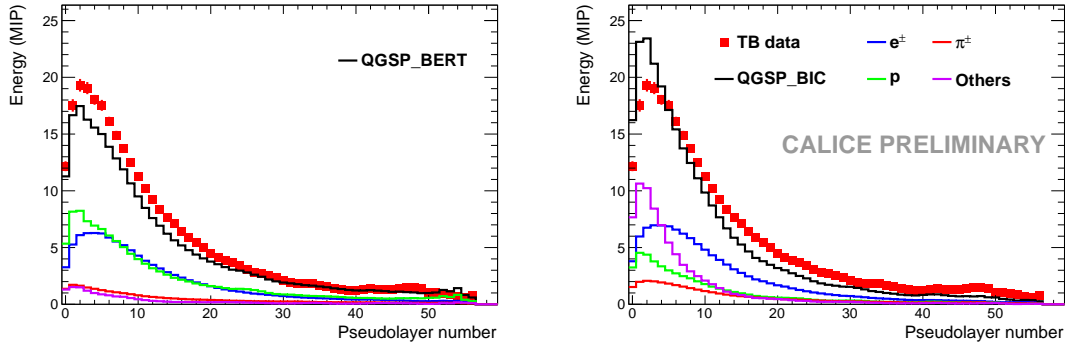 Energy (MIP)
25
20
15
10
5
0
0 10 20 30 40 50
Pseudolayer number
QGSP_BERT
Energy (MIP)
25
20
15
10
5
0
0 10 20 30 40 50
Pseudolayer number
TB data
e±
π±
QGSP_BIC
p
Others
CALICE PRELIMINARY